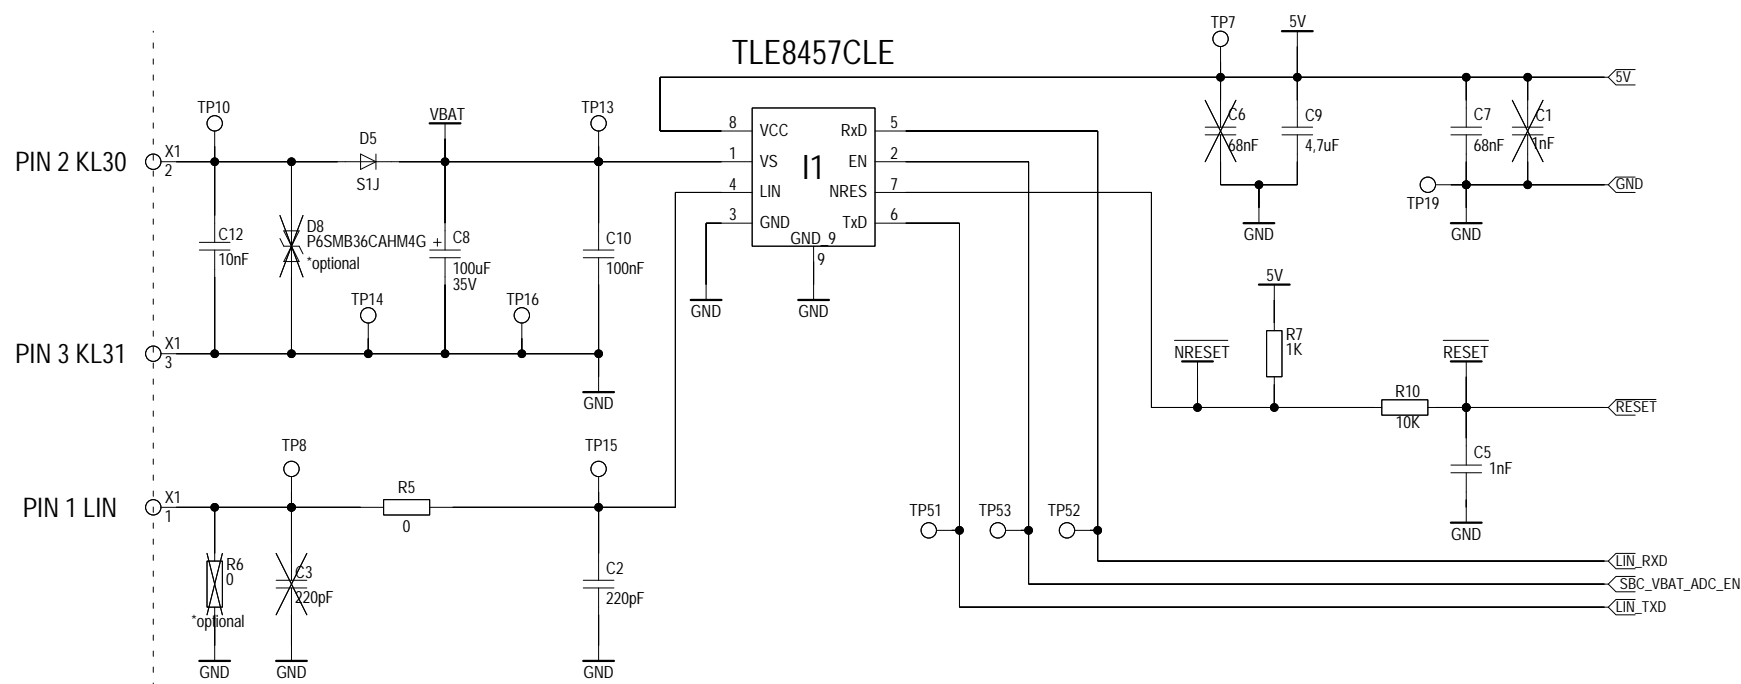 TLE8457CLE
TP7
5V
5V
TP10
D5
S1J
VBAT
TP13
PIN 2 KL30
X1
2
8
VCC
RxD
5
1
VS
EN
2
I1
4
LIN
NRES
7
3
GND
TxD
6
GND_9
9
GND
GND
C6
68nF
C9
4,7uF
C7
68nF
C1
1nF
GND
TP19
GND
GND
C12
10nF
D8
P6SMB36CAHM4G
*optional
+
C8
100uF
35V
C10
100nF
TP14
TP16
PIN 3 KL31
X1
3
GND
5V
R7
1K
NRESET
RESET
R10
10K
RESET
C5
1nF
GND
TP8
TP15
PIN 1 LIN
X1
1
R5
0
R6
0
*optional
C3
220pF
C2
220pF
GND
GND
GND
TP51
TP53
TP52
LIN_RXD
SBC_VBAT_ADC_EN
LIN_TXD